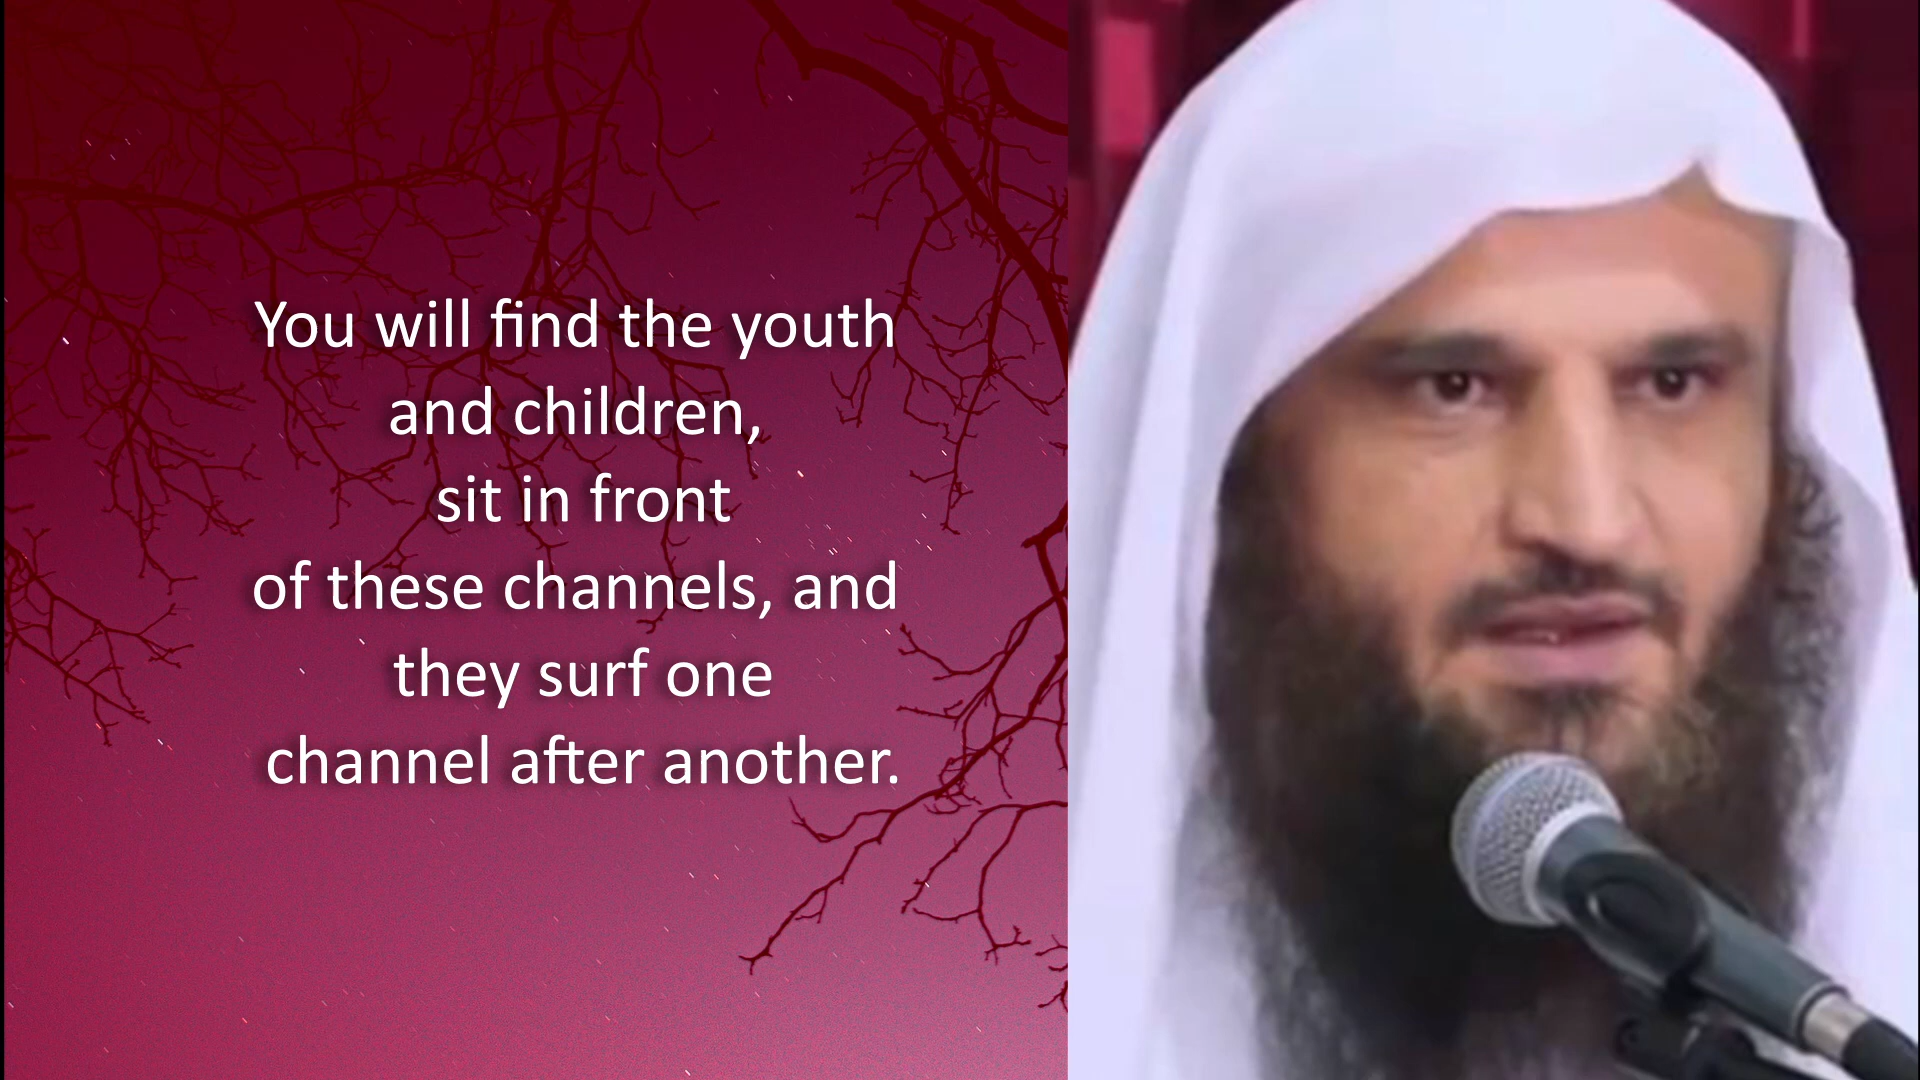 You will find the youth
and children,
sit in front
of these channels, and
they surf one
channel after another.